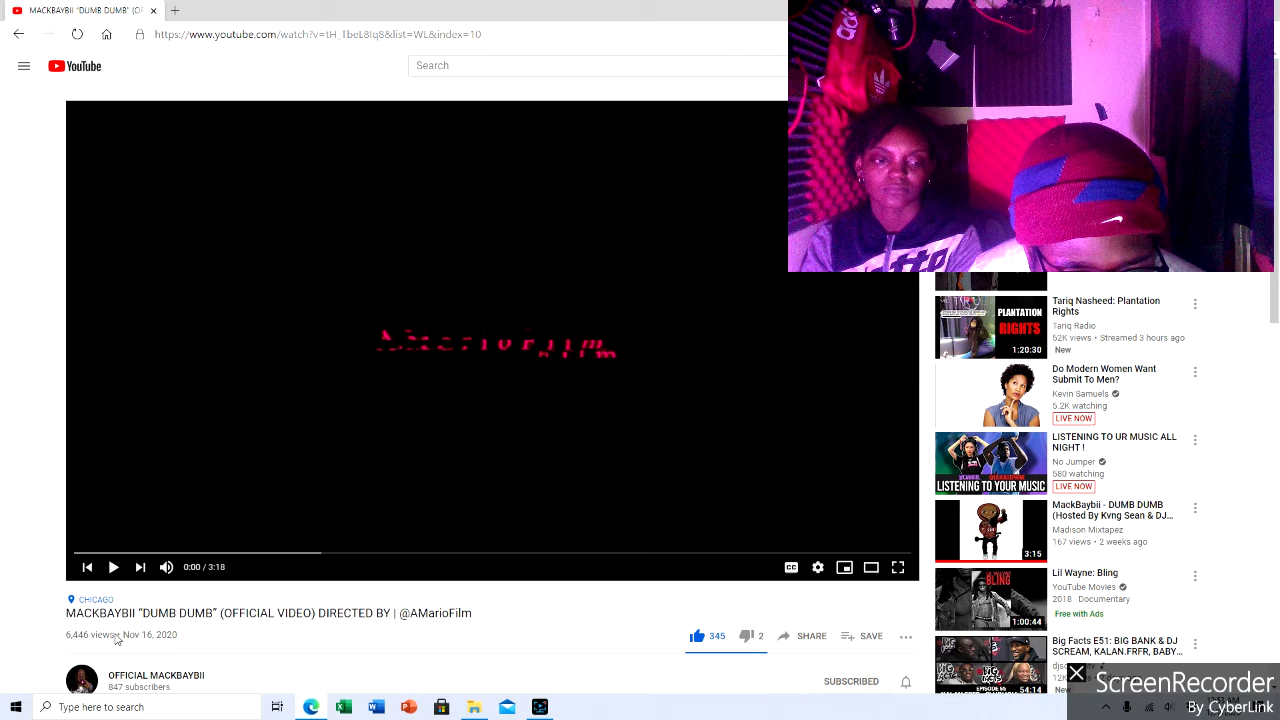 MACKBAYBII "DUMB DUMB" (OF
https://www.youtube.com/watch?v=tH_TbeL8Iq8&list=WL&index=10
YouTube
Search
0:00 / 3:18
CC
CHICAGO
MACKBAYBII "DUMB DUMB" (OFFICIAL VIDEO) DIRECTED BY: @AMarioFilm
6,446 views • Nov 16, 2020
345
2
SHARE
SAVE
OFFICIAL MACKBAYBII
847 subscribers
SUBSCRIBED
PLANTATION
RIGHTS
1:20:30
Tariq Nasheed: Plantation
Rights
Tariq Radio
52K views • Streamed 3 hours ago
New
Do Modern Women Want
Submit To Men?
Kevin Samuels
5.2K watching
LIVE NOW
LISTENING TO YOUR MUSIC
LISTENING TO UR MUSIC ALL
NIGHT !
No Jumper
580 watching
LIVE NOW
3:15
MackBaybii - DUMB DUMB
(Hosted By Kvng Sean & DJ...
Madison Mixtapez
167 views • 2 weeks ago
BLING
1:00:44
Lil Wayne: Bling
YouTube Movies
2018 • Documentary
Free with Ads
54:14
Big Facts E51: BIG BANK & DJ
SCREAM, KALAN.FRFR, BABY...
New
ScreenRecorder
By CyberLink
Type here to search